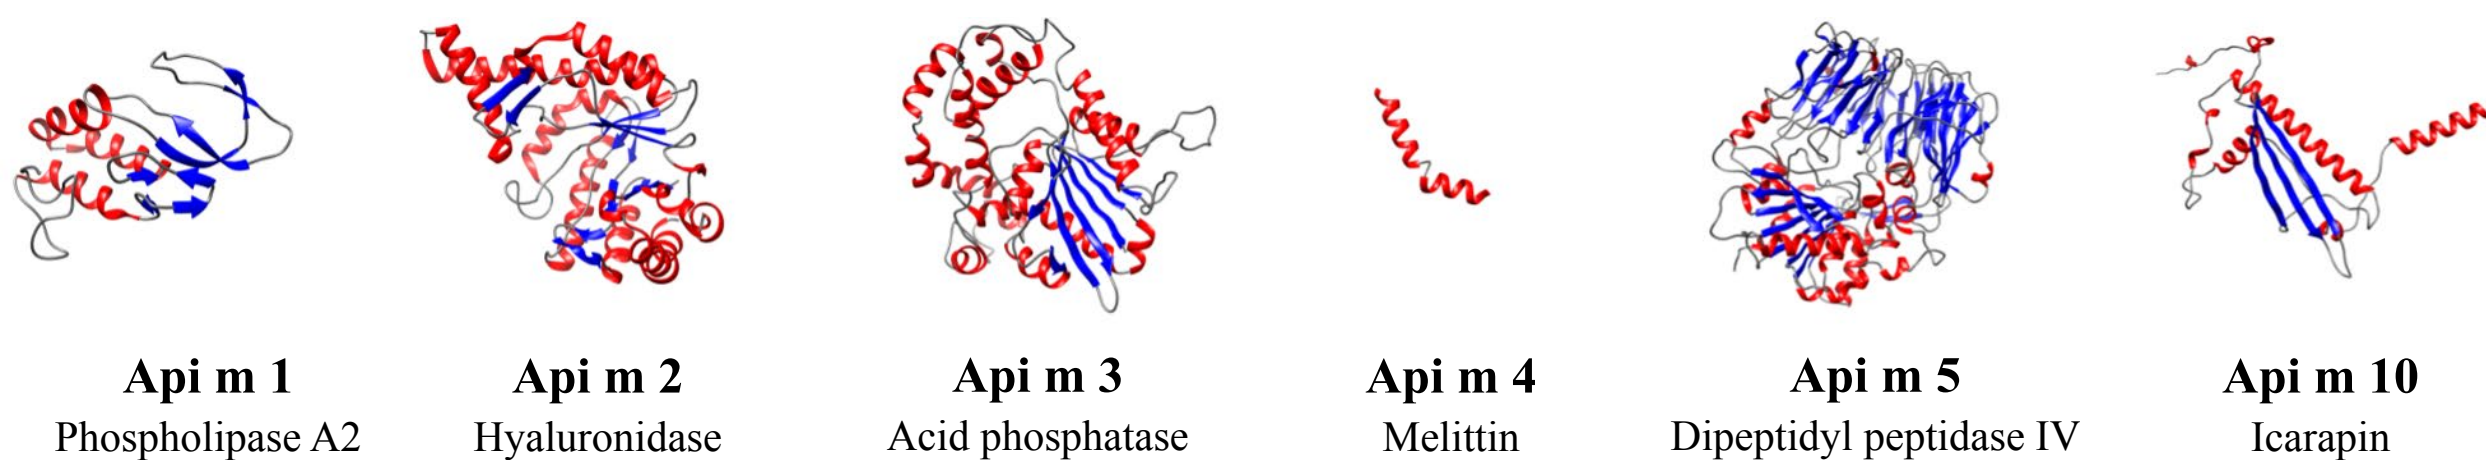 Api m 1 Api m 2 Api m 3 Api m 4 Api m 5 Api m 10
Phospholipase A2 Hyaluronidase Acid phosphatase Melittin Dipeptidyl peptidase IV Icarapin